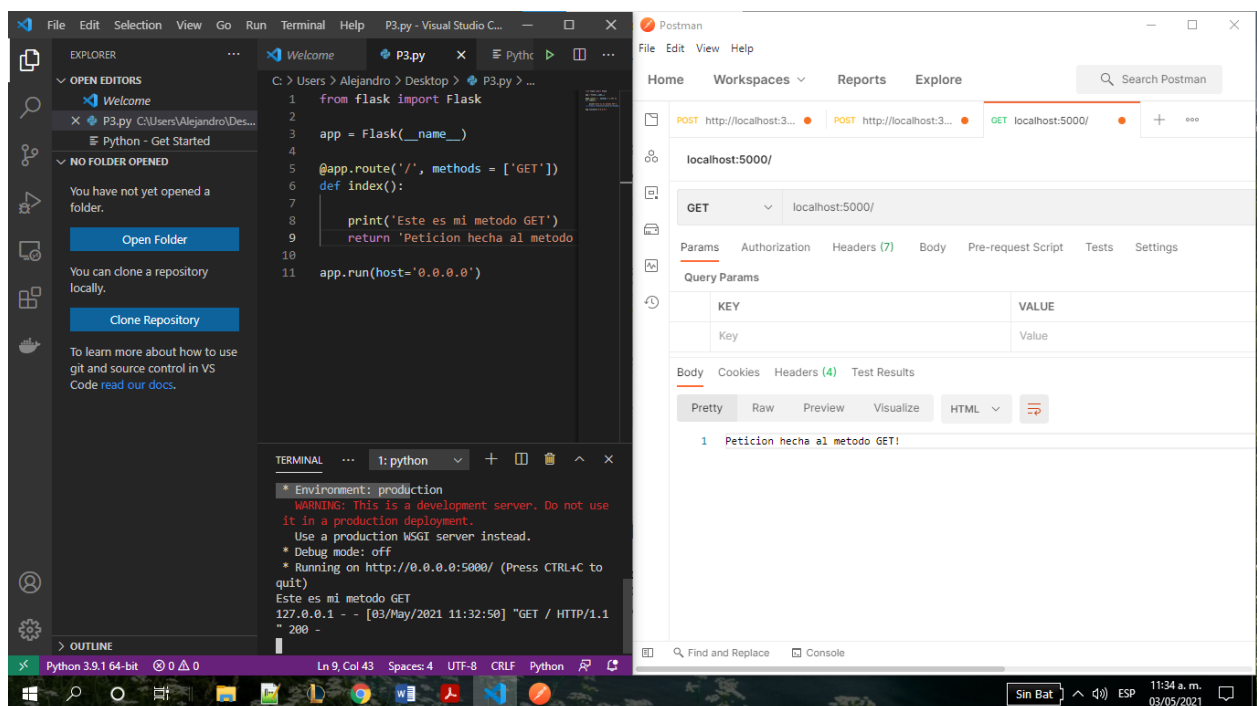 File Edit Selection View Go Run Terminal Help P3.py - Visual Studio C...
EXPLORER
OPEN EDITORS
Welcome
P3.py C:\Users\Alejandro\Des...
Python - Get Started
NO FOLDER OPENED
You have not yet opened a
folder.
Open Folder
You can clone a repository
locally.
Clone Repository
To learn more about how to use
git and source control in VS
Code read our docs.
OUTLINE
Welcome P3.py Pythc
C: > Users > Alejandro > Desktop > P3.py > ...
1 from flask import Flask
2
3 app = Flask(__name__)
4
5 @app.route('/', methods = ['GET'])
6 def index():
7
8 print('Este es mi metodo GET')
9 return 'Peticion hecha al metodo
10
11 app.run(host='0.0.0.0')
TERMINAL ... 1: python
* Environment: production
WARNING: This is a development server. Do not use
it in a production deployment.
Use a production WSGI server instead.
* Debug mode: off
* Running on http://0.0.0.0:5000/ (Press CTRL+C to
quit)
Este es mi metodo GET
127.0.0.1 - - [03/May/2021 11:32:50] "GET / HTTP/1.1
" 200 -
Python 3.9.1 64-bit 0 0 Ln 9, Col 43 Spaces: 4 UTF-8 CRLF Python
Postman
File Edit View Help
Home Workspaces Reports Explore Search Postman
POST http://localhost:3... POST http://localhost:3... GET localhost:5000/
localhost:5000/
GET localhost:5000/
Params Authorization Headers (7) Body Pre-request Script Tests Settings
Query Params
KEY VALUE
Key Value
Body Cookies Headers (4) Test Results
Pretty Raw Preview Visualize HTML
1 Peticion hecha al metodo GET!
Find and Replace Console
Sin Bat ESP 11:34 a. m.
03/05/2021